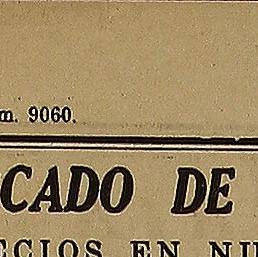 m. 9060.
CADO DE
ECIOS EN NU